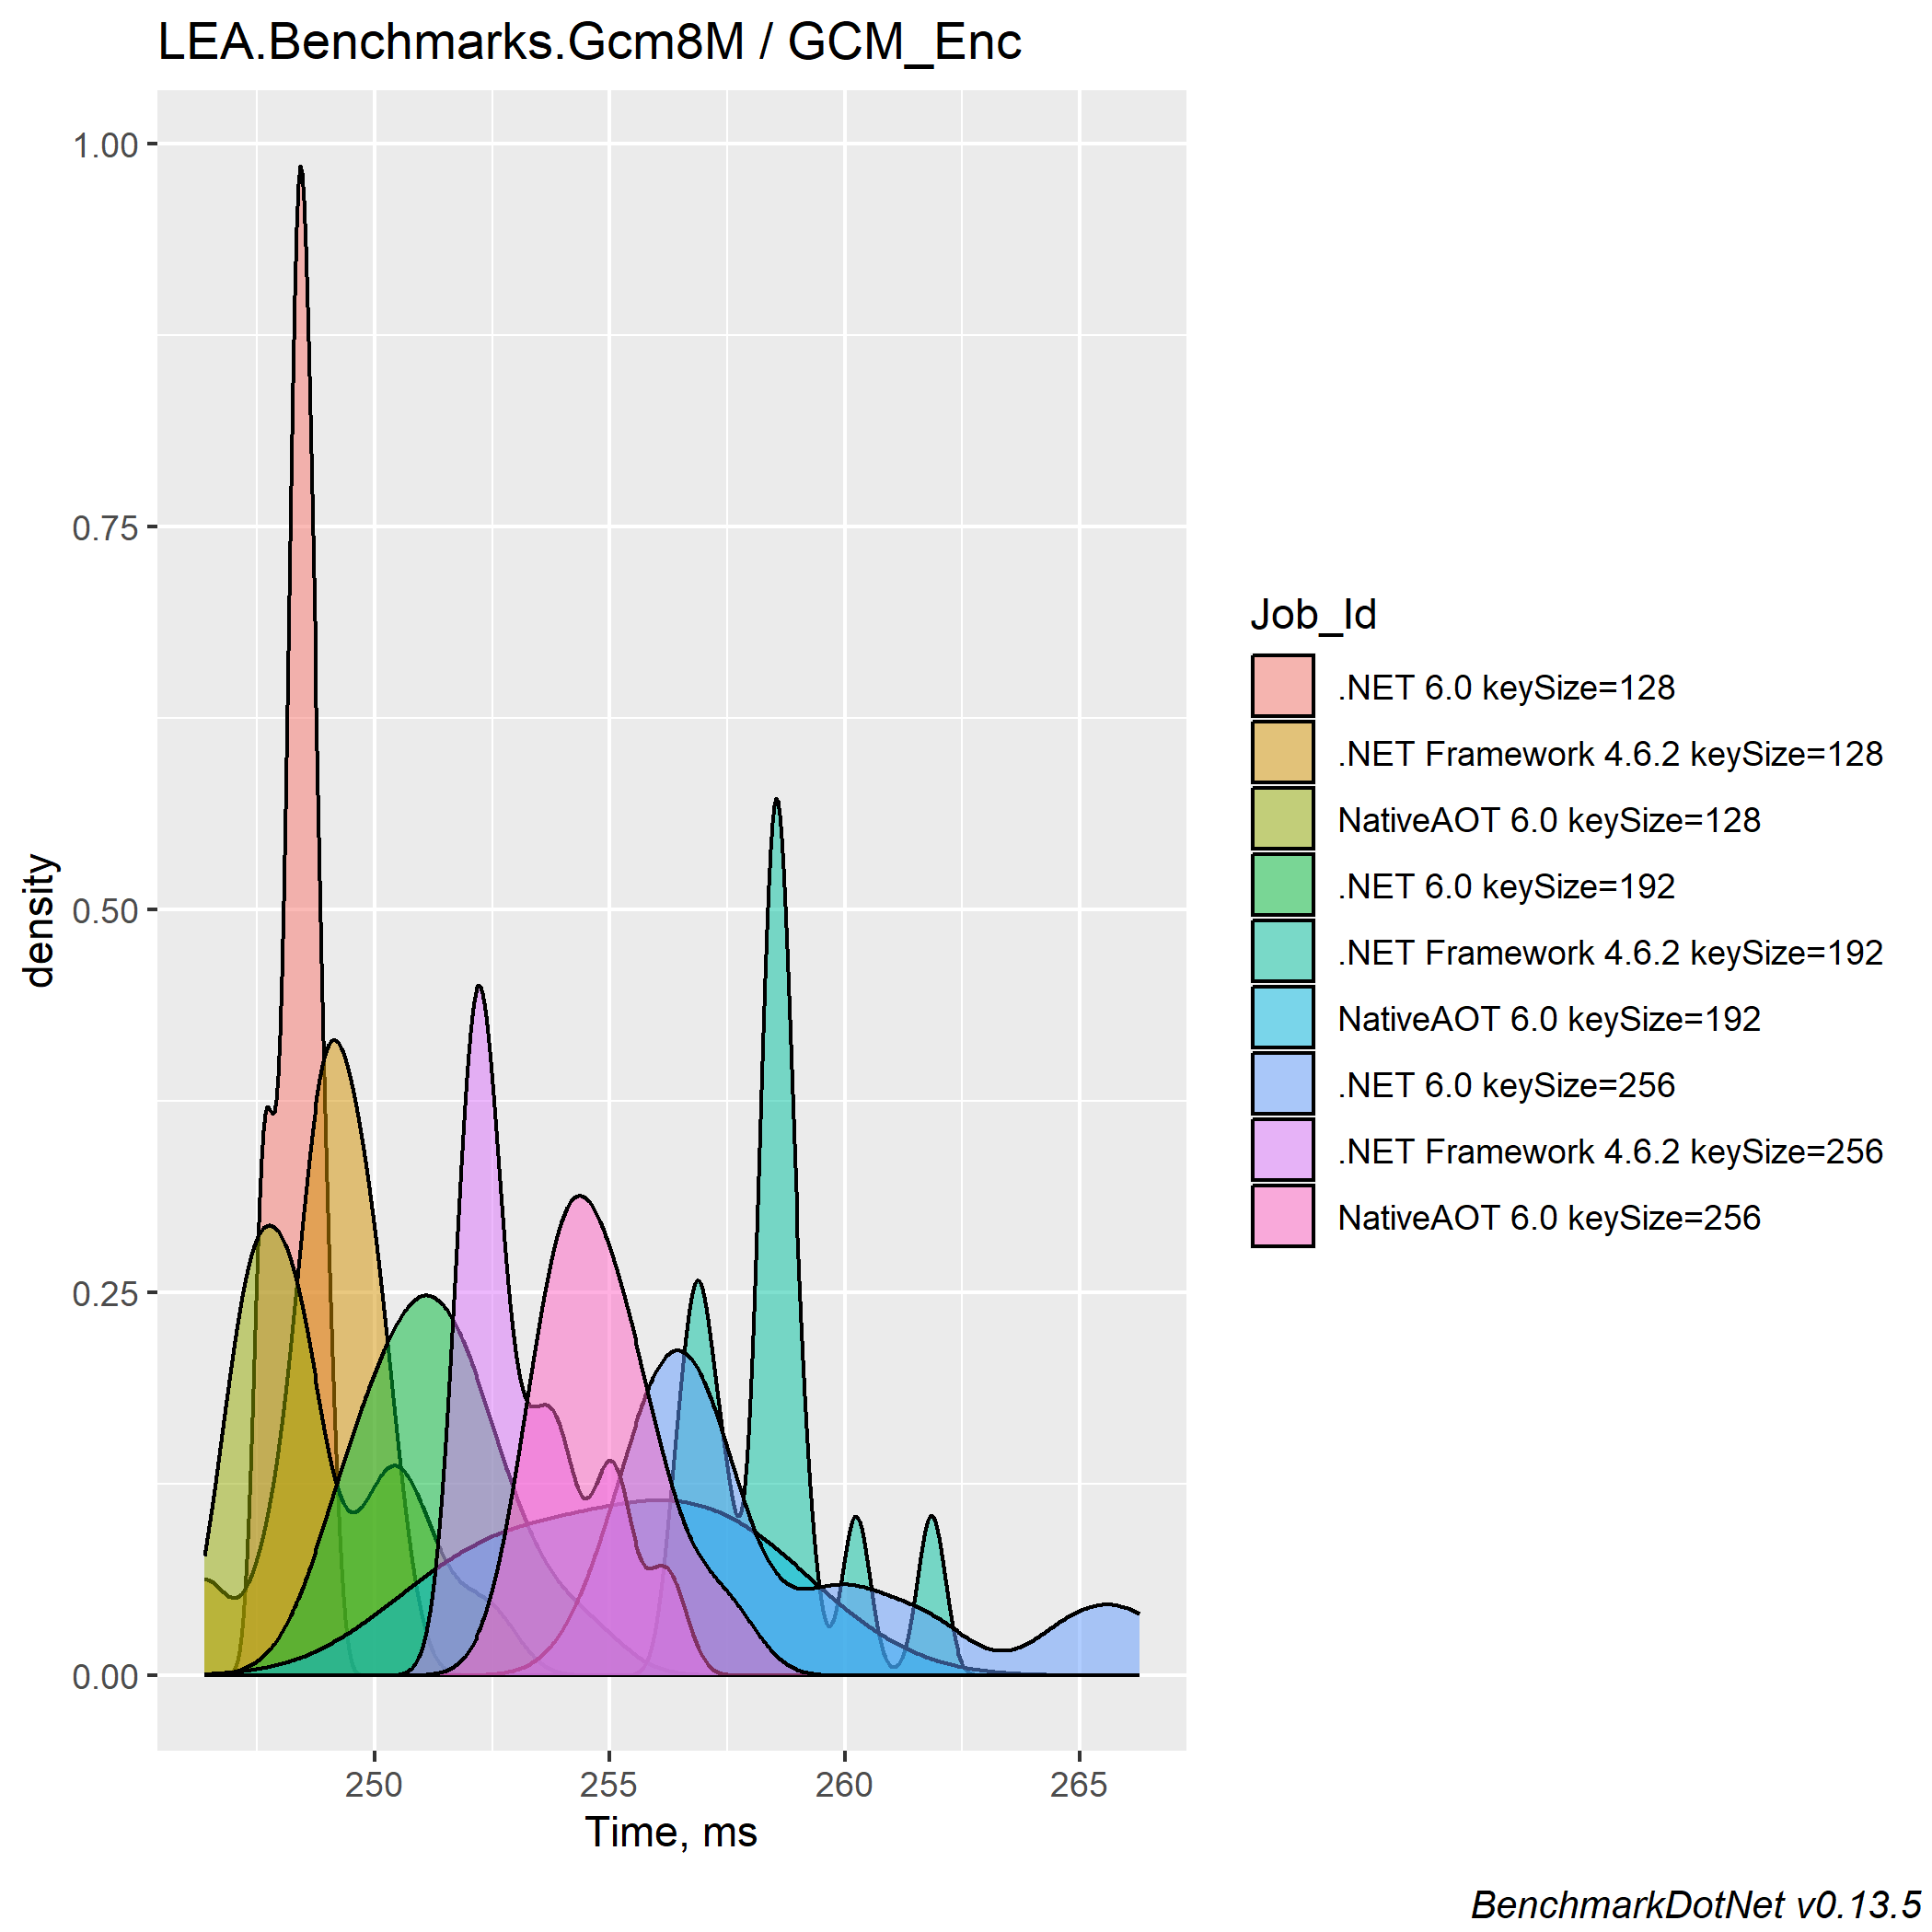 LEA.Benchmarks.Gcm8M / GCM_Enc
1.00
0.75
0.50
0.25
0.00
density
250
255
260
265
Time, ms
Job_Id
.NET 6.0 keySize=128
.NET Framework 4.6.2 keySize=128
NativeAOT 6.0 keySize=128
.NET 6.0 keySize=192
.NET Framework 4.6.2 keySize=192
NativeAOT 6.0 keySize=192
.NET 6.0 keySize=256
.NET Framework 4.6.2 keySize=256
NativeAOT 6.0 keySize=256
BenchmarkDotNet v0.13.5